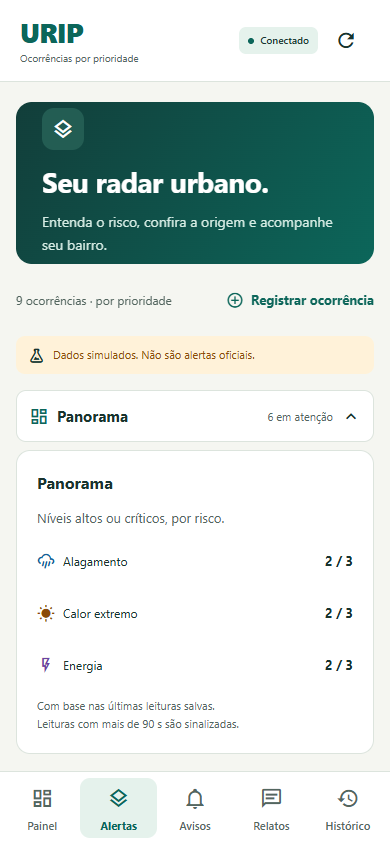 URIP
Ocorrências por prioridade
Conectado
Seu radar urbano.
Entenda o risco, confira a origem e acompanhe
seu bairro.
9 ocorrências · por prioridade
Registrar ocorrência
Dados simulados. Não são alertas oficiais.
Panorama
6 em atenção
Panorama
Níveis altos ou críticos, por risco.
Alagamento 2 / 3
Calor extremo 2 / 3
Energia 2 / 3
Com base nas últimas leituras salvas.
Leituras com mais de 90 s são sinalizadas.
Painel
Alertas
Avisos
Relatos
Histórico